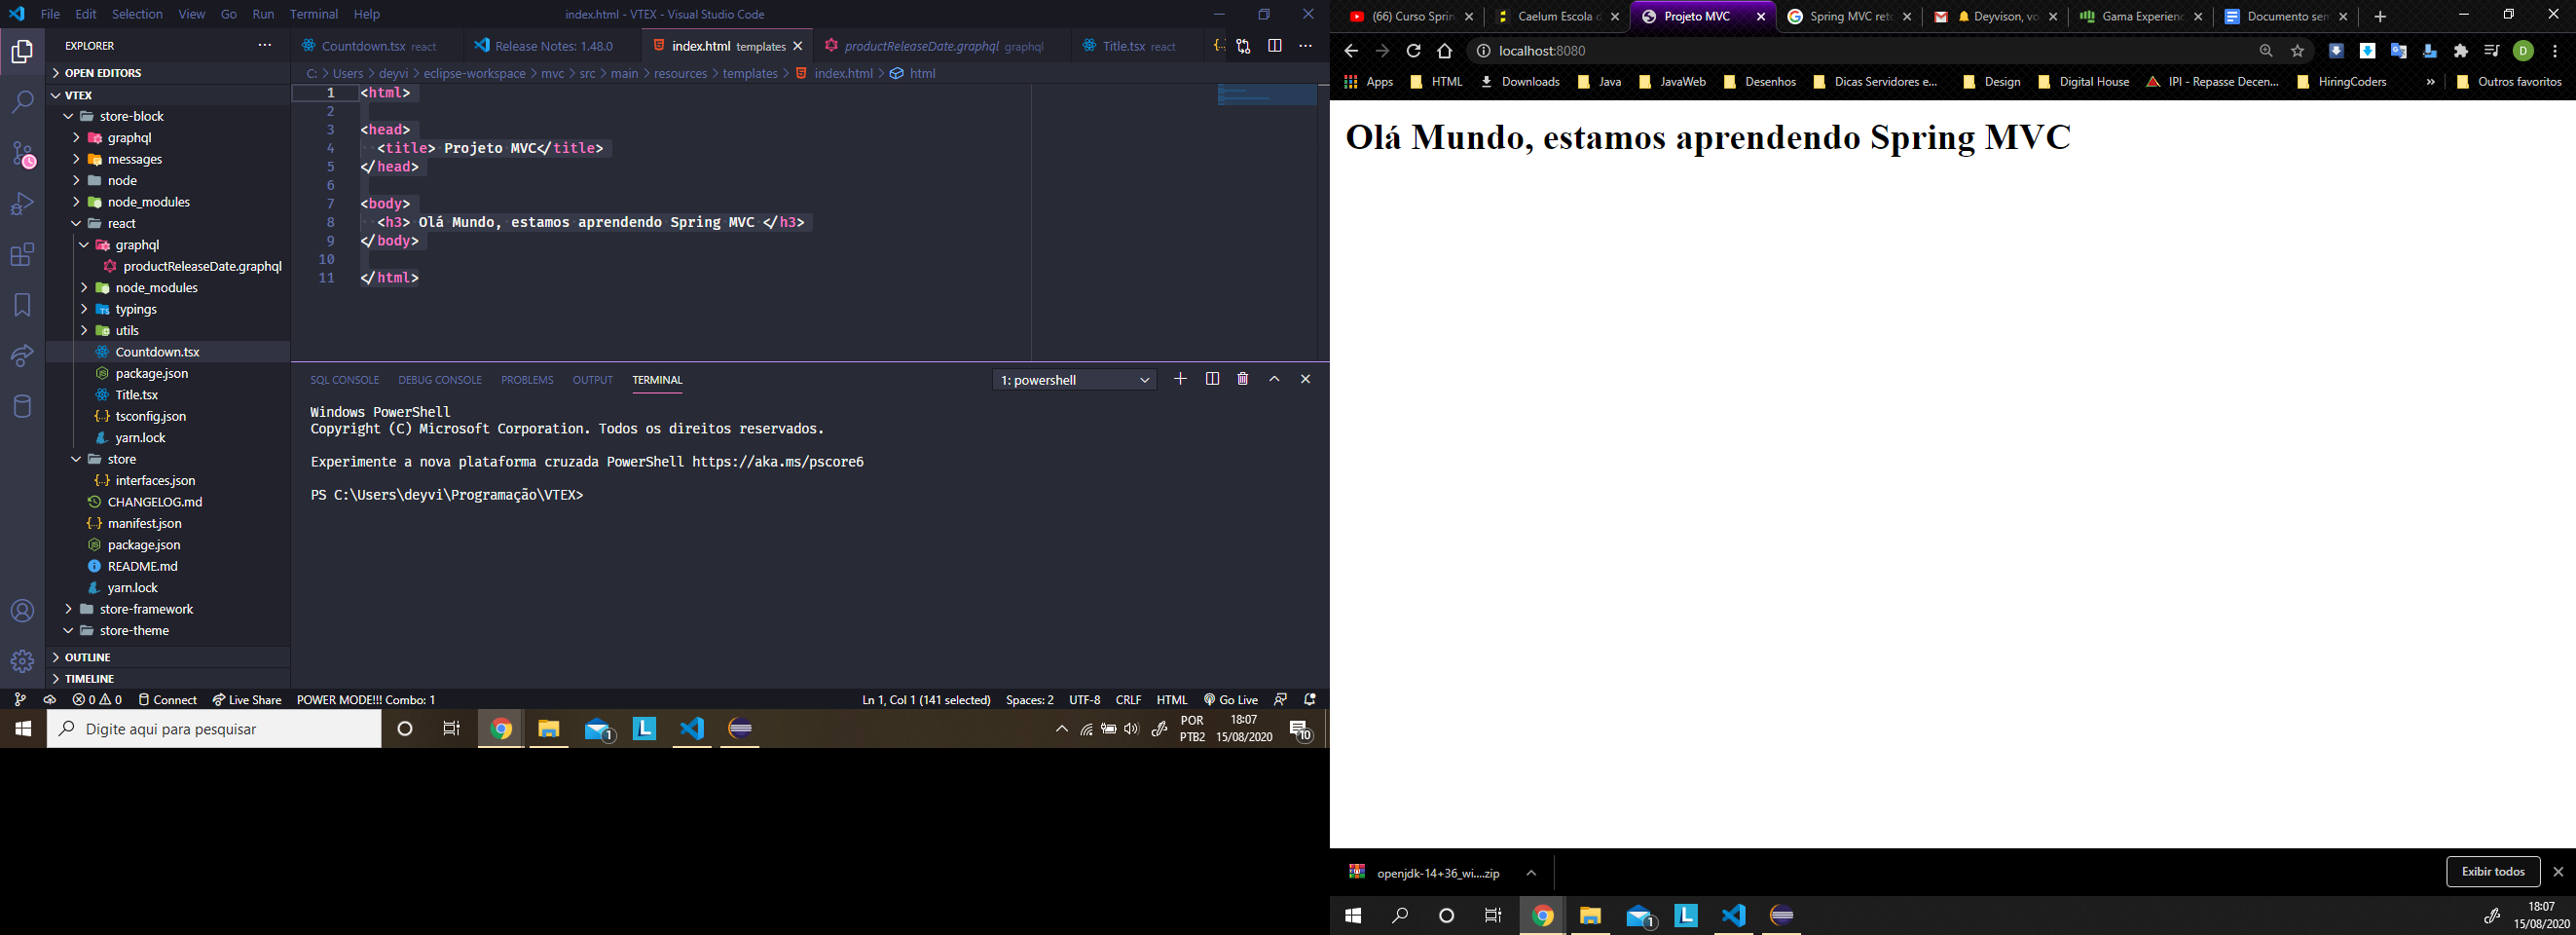 File Edit Selection View Go Run Terminal Help
index.html - VTEX - Visual Studio Code
EXPLORER
OPEN EDITORS
VTEX
store-block
graphql
messages
node
node_modules
react
graphql
productReleaseDate.graphql
node_modules
typings
utils
Countdown.tsx
package.json
Title.tsx
tsconfig.json
yarn.lock
store
interfaces.json
CHANGELOG.md
manifest.json
package.json
README.md
yarn.lock
store-framework
store-theme
OUTLINE
TIMELINE
Countdown.tsx react
Release Notes: 1.48.0
index.html templates
productReleaseDate.graphql graphql
Title.tsx react
C: > Users > deyvi > eclipse-workspace > mvc > src > main > resources > templates > index.html > html
1 <html>
2
3 <head>
4 <title> Projeto MVC</title>
5 </head>
6
7 <body>
8 <h3> Olá Mundo, estamos aprendendo Spring MVC </h3>
9 </body>
10
11 </html>
SQL CONSOLE DEBUG CONSOLE PROBLEMS OUTPUT TERMINAL
1: powershell
Windows PowerShell
Copyright (C) Microsoft Corporation. Todos os direitos reservados.
Experimente a nova plataforma cruzada PowerShell https://aka.ms/pscore6
PS C:\Users\deyvi\Programação\VTEX>
0 0 Connect Live Share POWER MODE!!! Combo: 1
Ln 1, Col 1 (141 selected) Spaces: 2 UTF-8 CRLF HTML Go Live
Digite aqui para pesquisar
1
L
POR
PTB2
18:07
15/08/2020
10
(66) Curso Sprin
Caelum Escola d
Projeto MVC
Spring MVC reto
Deyvison, vo
Gama Experienc
Documento sem
localhost:8080
D
Apps HTML Downloads Java JavaWeb Desenhos Dicas Servidores e... Design Digital House IPI - Repasse Decen... HiringCoders » Outros favoritos
Olá Mundo, estamos aprendendo Spring MVC
openjdk-14+36_wi....zip
Exibir todos
1
L
18:07
15/08/2020